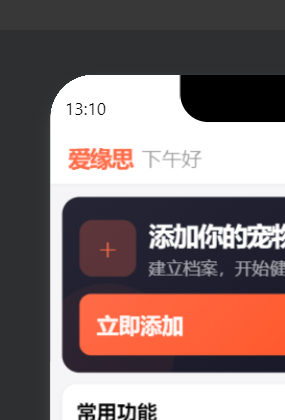 13:10
爱缘思 下午好
添加你的宠物
建立档案，开始健
立即添加
常用功能